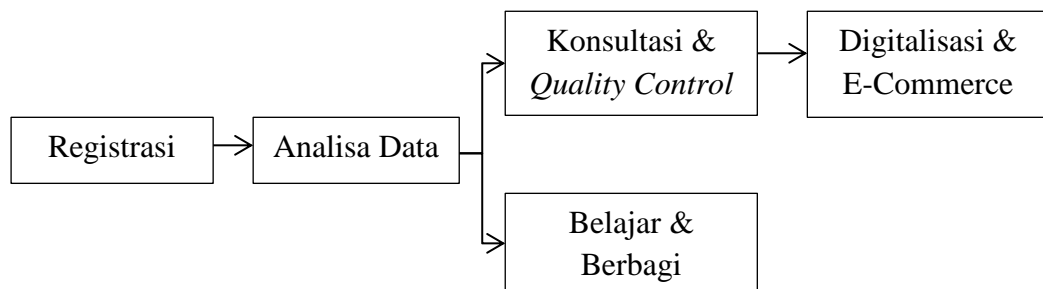 Konsultasi &
Quality Control
Digitalisasi &
E-Commerce
Registrasi
Analisa Data
Belajar &
Berbagi